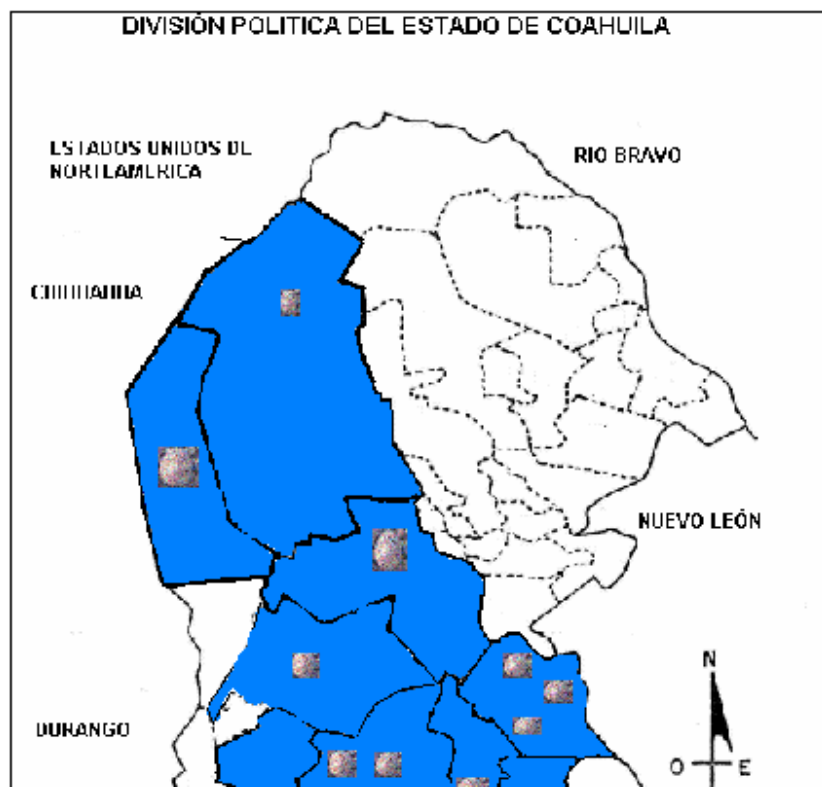 DIVISIÓN POLITICA DEL ESTADO DE COAHUILA
ESTADOS UNIDOS DE
NORTEAMERICA
RIO BRAVO
CHIHUAHUA
NUEVO LEÓN
N
DURANGO
O
E